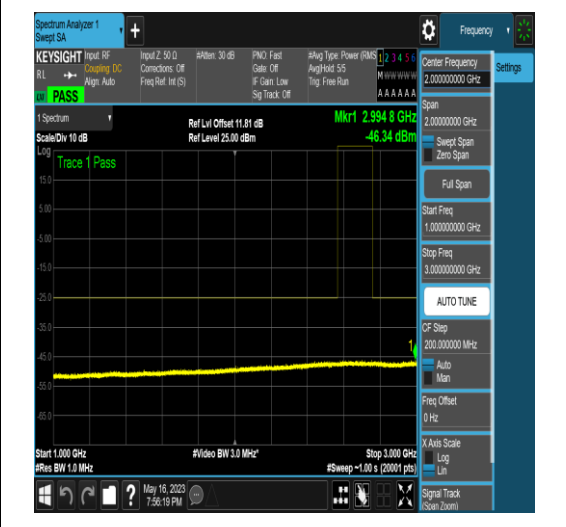 Spectrum Analyzer 1
Swept SA
+
Frequency
KEYSIGHT
Input: RF
Coupling: DC
Align: Auto
Input Z: 50 Ω
Corrections: Off
Freq Ref: Int (S)
#Atten: 30 dB
PNO: Fast
Gate: Off
IF Gain: Low
Sig Track: Off
#Avg Type: Power (RMS
Avg|Hold: 5/5
Trig: Free Run
1 2 3 4 5 6
M W W W W W
A A A A A A
RL
PASS
1 Spectrum
Scale/Div 10 dB
Ref Lvl Offset 11.81 dB
Ref Level 25.00 dBm
Mkr1 2.994 8 GHz
-46.34 dBm
Log
Trace 1 Pass
15.0
5.00
-5.00
-15.0
-25.0
-35.0
-45.0
-55.0
-65.0
1
Start 1.000 GHz
#Res BW 1.0 MHz
#Video BW 3.0 MHz*
Stop 3.000 GHz
#Sweep ~1.00 s (20001 pts)
?
May 16, 2023
7:56:19 PM
Center Frequency
2.000000000 GHz
Settings
Span
2.00000000 GHz
Swept Span
Zero Span
Full Span
Start Freq
1.000000000 GHz
Stop Freq
3.000000000 GHz
AUTO TUNE
CF Step
200.000000 MHz
Auto
Man
Freq Offset
0 Hz
X Axis Scale
Log
Lin
Signal Track
(Span Zoom)